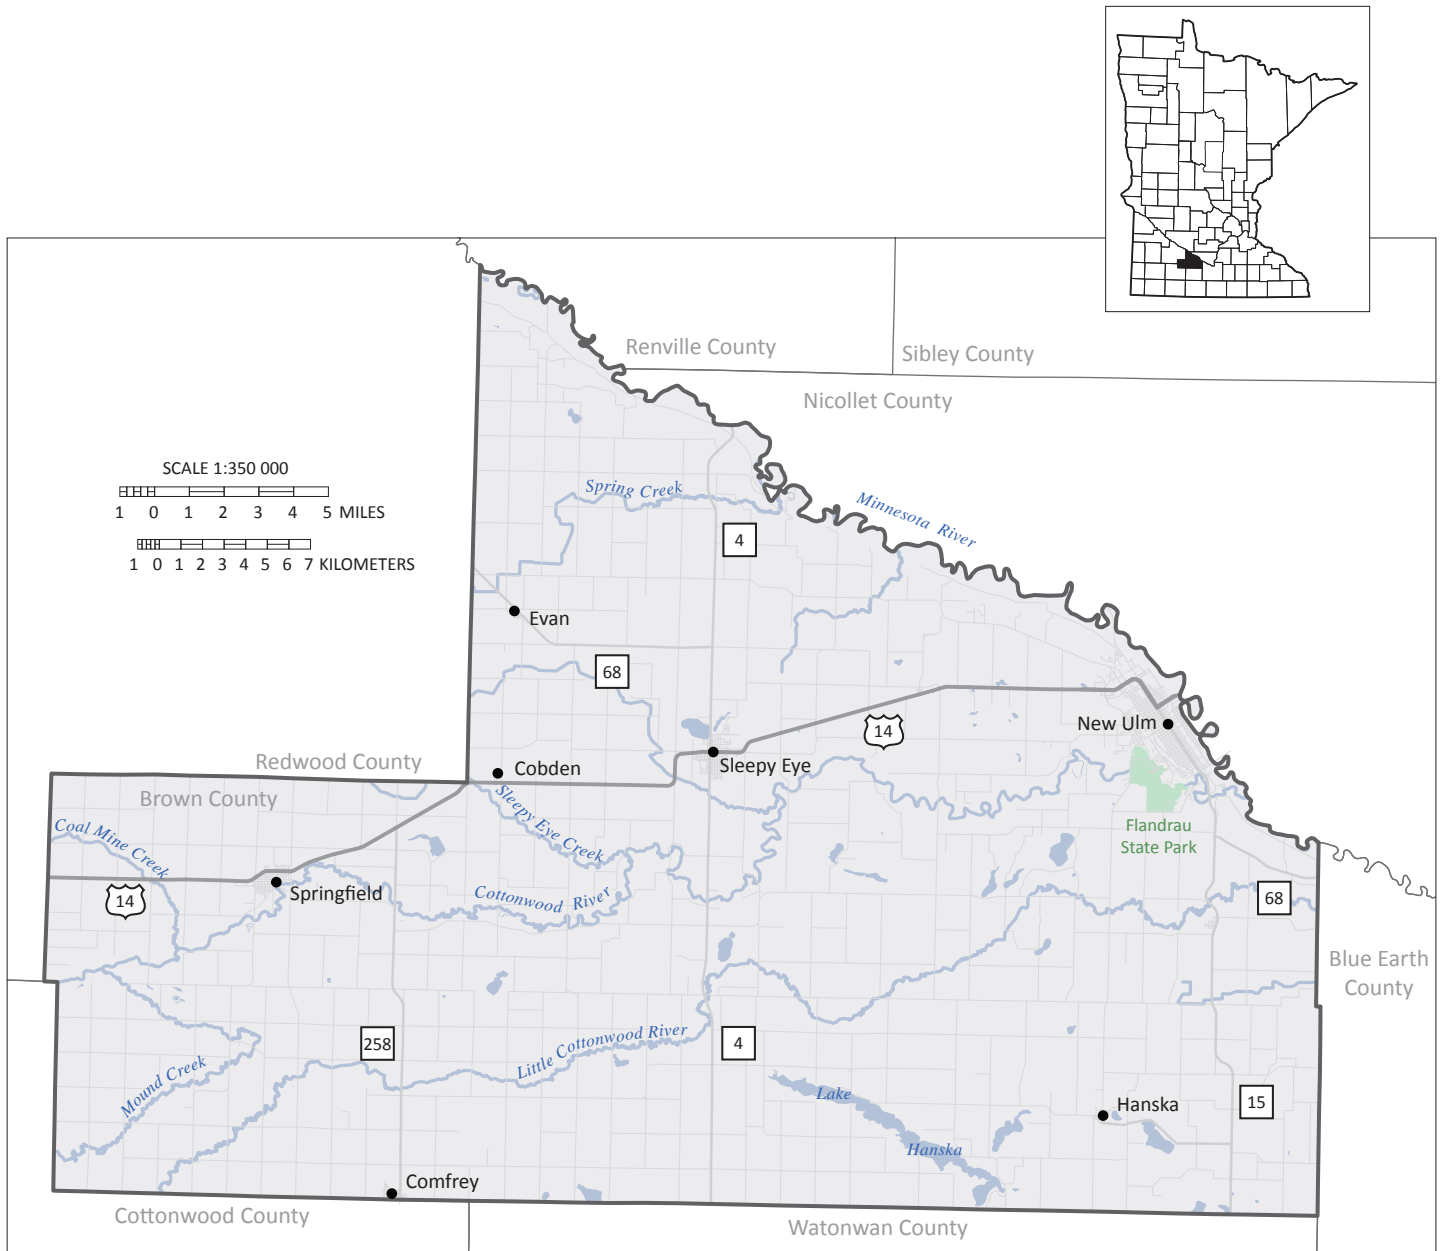 Renville County
Sibley County
Nicollet County
SCALE 1:350 000
1 0 1 2 3 4 5 MILES
1 0 1 2 3 4 5 6 7 KILOMETERS
Spring Creek
Minnesota River
4
Evan
68
New Ulm
14
Redwood County
Cobden
Sleepy Eye
Brown County
Sleepy Eye Creek
Coal Mine Creek
Flandrau
State Park
Springfield
14
Cottonwood River
68
Blue Earth
County
258
Little Cottonwood River
4
Mound Creek
Lake
Hanska
Hanska
15
Comfrey
Cottonwood County
Watonwan County